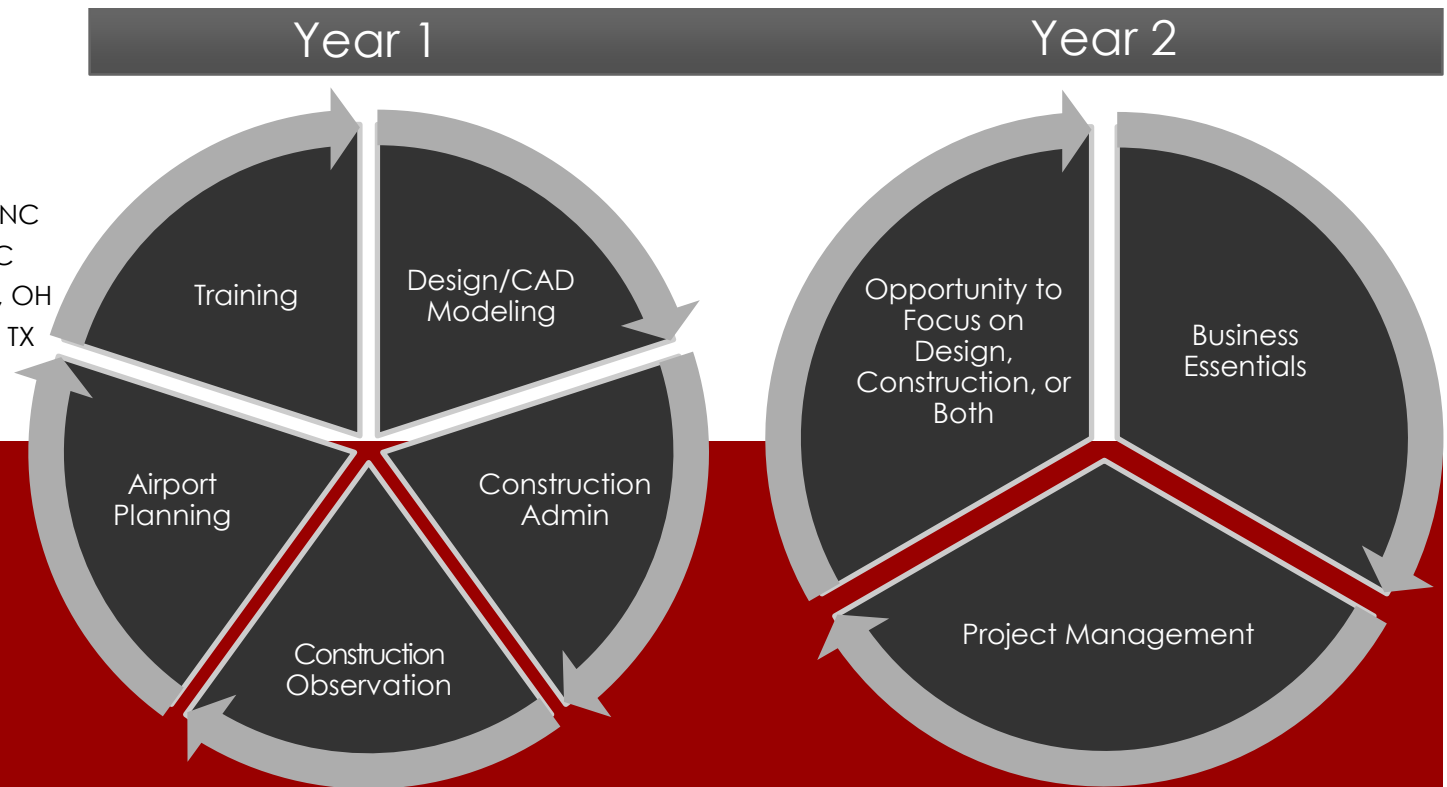 Year 1
Year 2
NC
C
, OH
TX
Training
Design/CAD
Modeling
Construction
Admin
Construction
Observation
Airport
Planning
Opportunity to
Focus on
Design,
Construction, or
Both
Business
Essentials
Project Management